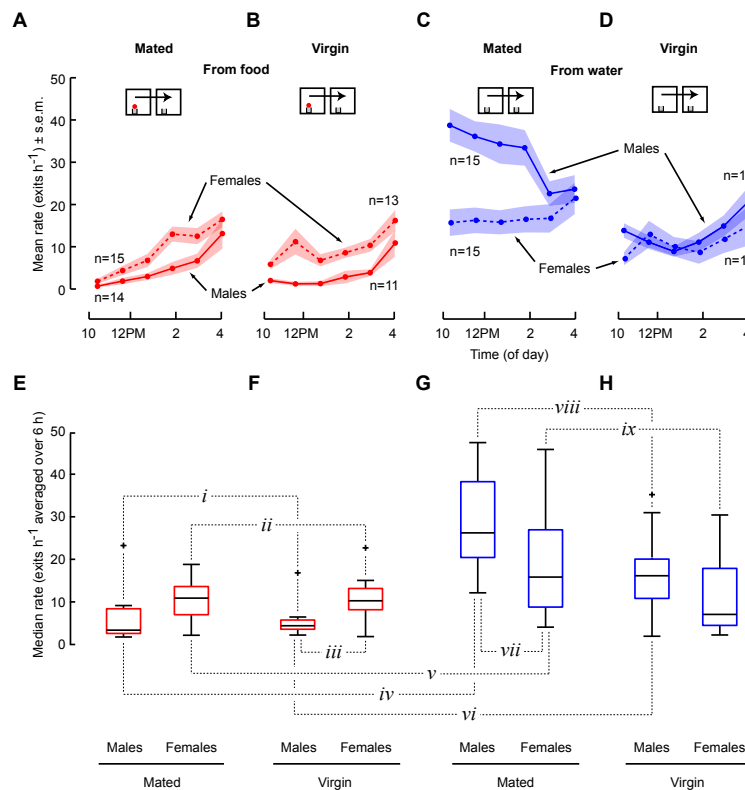 A
B
C
D
Mated
Virgin
Mated
Virgin
From food
From water
Mean rate (exits h⁻¹) ± s.e.m.
50
40
30
20
10
0
Females
Males
n=15
n=14
n=13
n=11
n=15
n=15
Males
Females
n=1
n=1
10
12PM
2
4
10
12PM
2
4
10
12PM
2
4
10
12PM
2
4
Time (of day)
E
F
G
H
Median rate (exits h⁻¹ averaged over 6 h)
50
40
30
20
10
0
i
ii
iii
iv
v
vi
vii
viii
ix
Males
Females
Males
Females
Males
Females
Males
Females
Mated
Virgin
Mated
Virgin